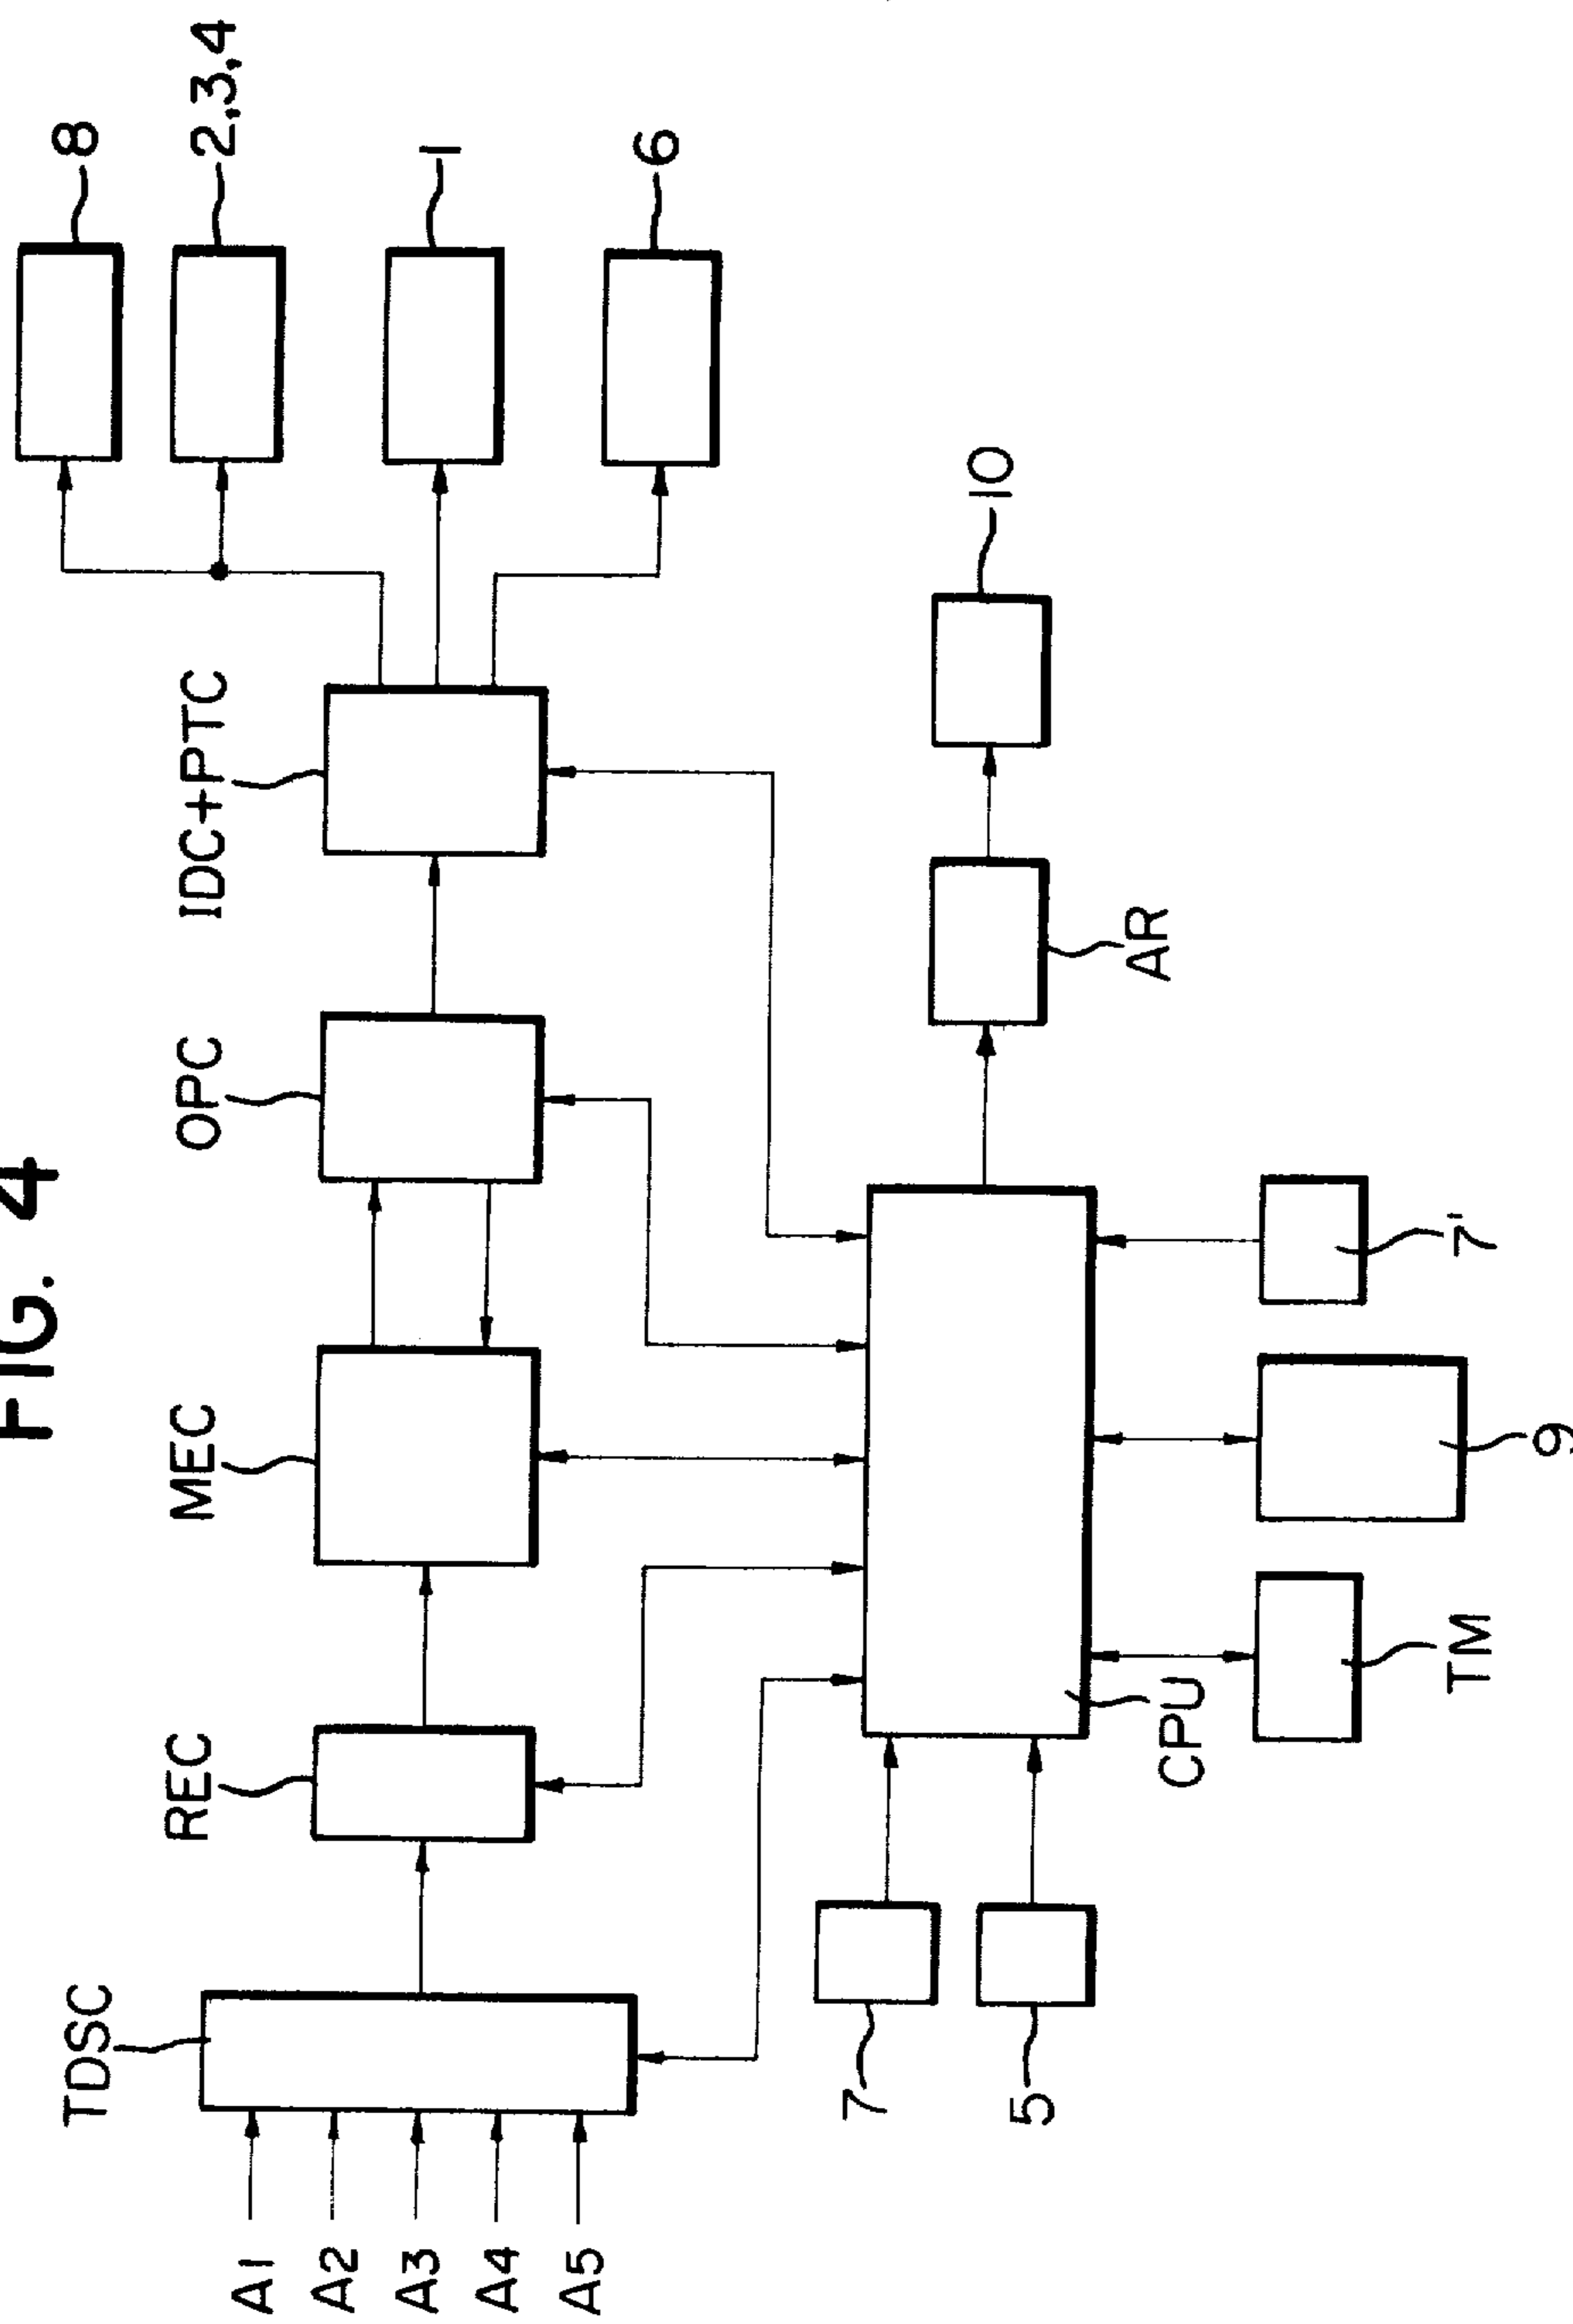 FIG. 4
TDSC
REC
MEC
OPC
IDC+PTC
8
2,3,4
1
6
A1
A2
A3
A4
A5
7
5
CPU
TM
9
7'
AR
10